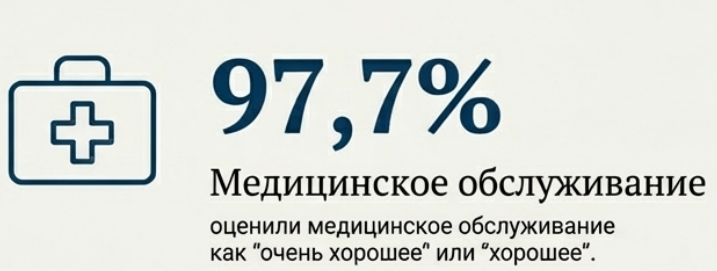 97,7%
Медицинское обслуживание
оценили медицинское обслуживание
как “очень хорошее” или “хорошее”.